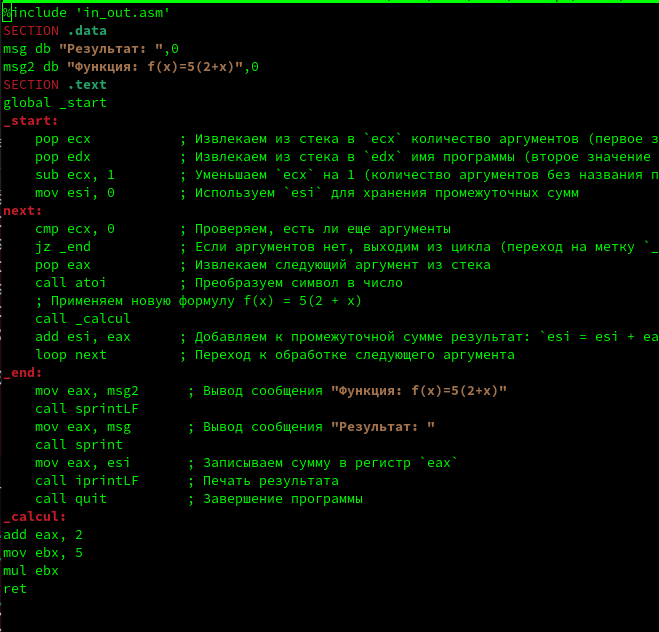 %include 'in_out.asm'
SECTION .data
msg db "Результат: ",0
msg2 db "Функция: f(x)=5(2+x)",0
SECTION .text
global _start
_start:
pop ecx ; Извлекаем из стека в `ecx` количество аргументов (первое з
pop edx ; Извлекаем из стека в `edx` имя программы (второе значение
sub ecx, 1 ; Уменьшаем `ecx` на 1 (количество аргументов без названия п
mov esi, 0 ; Используем `esi` для хранения промежуточных сумм
next:
cmp ecx, 0 ; Проверяем, есть ли еще аргументы
jz _end ; Если аргументов нет, выходим из цикла (переход на метку `_
pop eax ; Извлекаем следующий аргумент из стека
call atoi ; Преобразуем символ в число
; Применяем новую формулу f(x) = 5(2 + x)
call _calcul
add esi, eax ; Добавляем к промежуточной сумме результат: `esi = esi + ea
loop next ; Переход к обработке следующего аргумента
_end:
mov eax, msg2 ; Вывод сообщения "Функция: f(x)=5(2+x)"
call sprintLF
mov eax, msg ; Вывод сообщения "Результат: "
call sprint
mov eax, esi ; Записываем сумму в регистр `eax`
call iprintLF ; Печать результата
call quit ; Завершение программы
_calcul:
add eax, 2
mov ebx, 5
mul ebx
ret